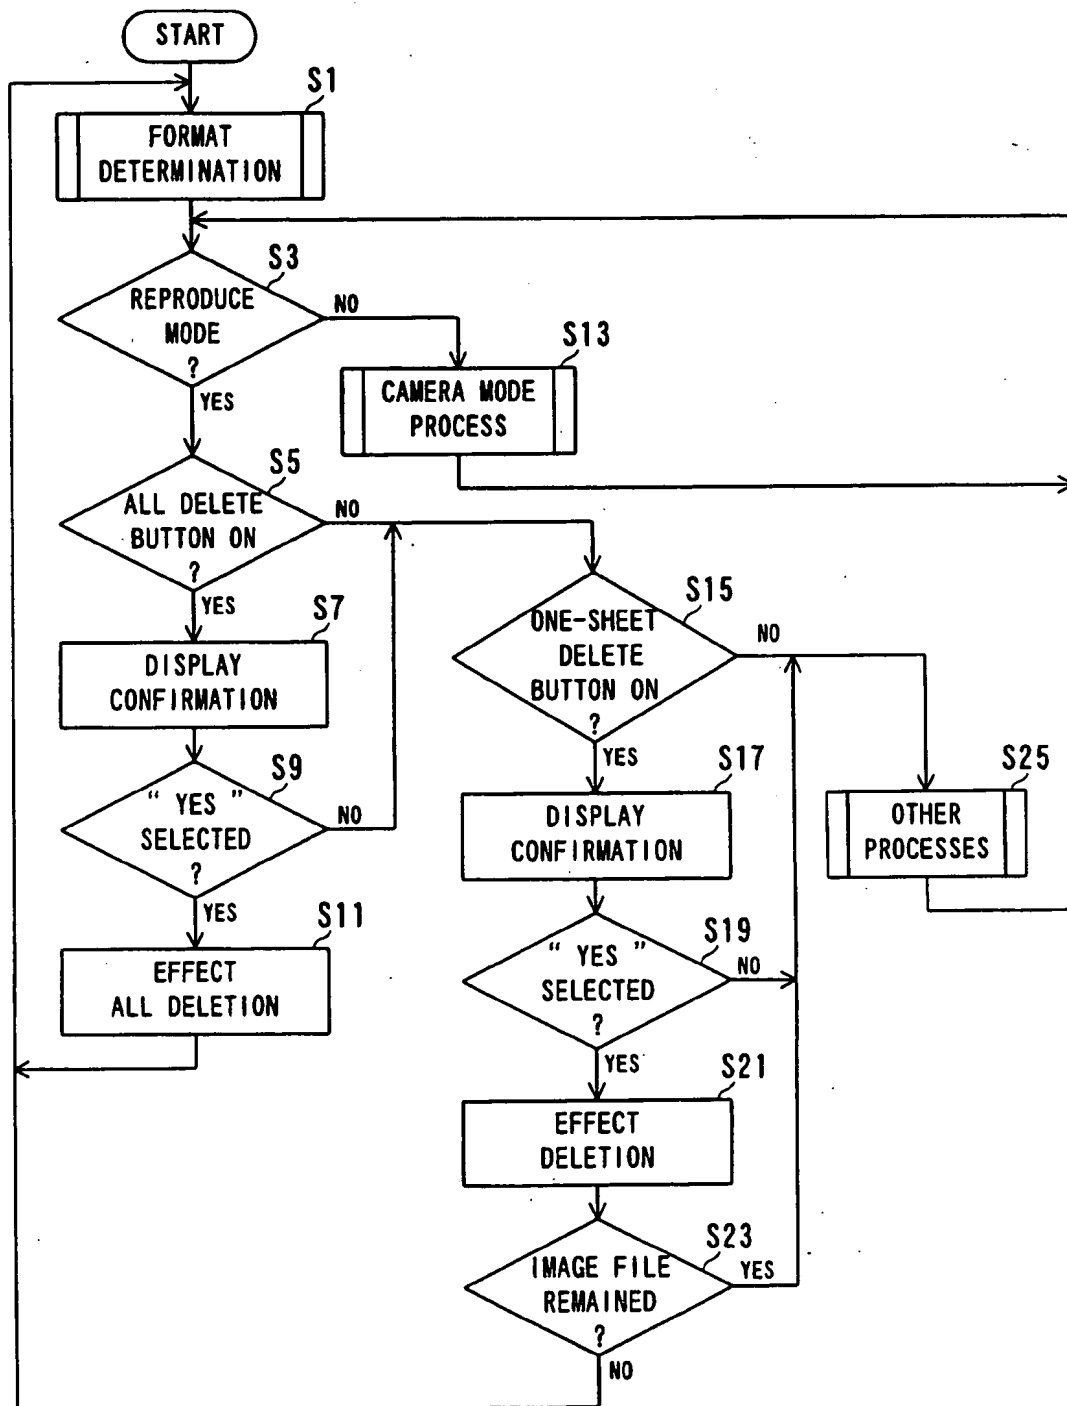 START
S1
FORMAT
DETERMINATION
S3
REPRODUCE
MODE
?
NO
YES
S13
CAMERA MODE
PROCESS
S5
ALL DELETE
BUTTON ON
?
NO
YES
S7
DISPLAY
CONFIRMATION
S9
“ YES ”
SELECTED
?
NO
YES
S11
EFFECT
ALL DELETION
S15
ONE-SHEET
DELETE
BUTTON ON
?
NO
YES
S17
DISPLAY
CONFIRMATION
S25
OTHER
PROCESSES
S19
“ YES ”
SELECTED
?
NO
YES
S21
EFFECT
DELETION
S23
IMAGE FILE
REMAINED
?
YES
NO